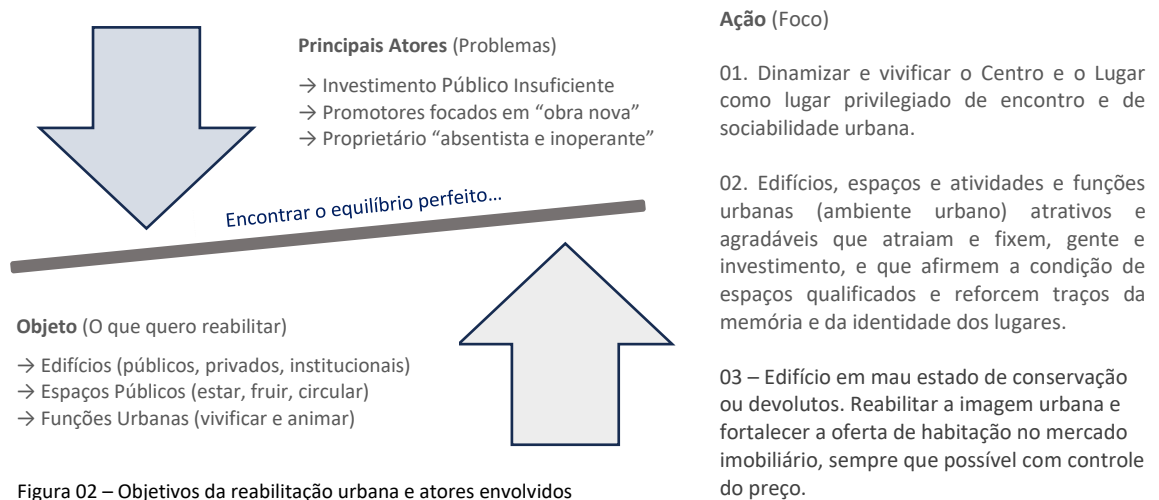 Principais Atores (Problemas)
→ Investimento Público Insuficiente
→ Promotores focados em “obra nova”
→ Proprietário “absentista e inoperante”
Encontrar o equilíbrio perfeito...
Objeto (O que quero reabilitar)
→ Edifícios (públicos, privados, institucionais)
→ Espaços Públicos (estar, fruir, circular)
→ Funções Urbanas (vivificar e animar)
Figura 02 – Objetivos da reabilitação urbana e atores envolvidos
Ação (Foco)
01. Dinamizar e vivificar o Centro e o Lugar
como lugar privilegiado de encontro e de
sociabilidade urbana.
02. Edifícios, espaços e atividades e funções
urbanas (ambiente urbano) atrativos e
agradáveis que atraiam e fixem, gente e
investimento, e que afirmem a condição de
espaços qualificados e reforcem traços da
memória e da identidade dos lugares.
03 – Edifício em mau estado de conservação
ou devolutos. Reabilitar a imagem urbana e
fortalecer a oferta de habitação no mercado
imobiliário, sempre que possível com controle
do preço.